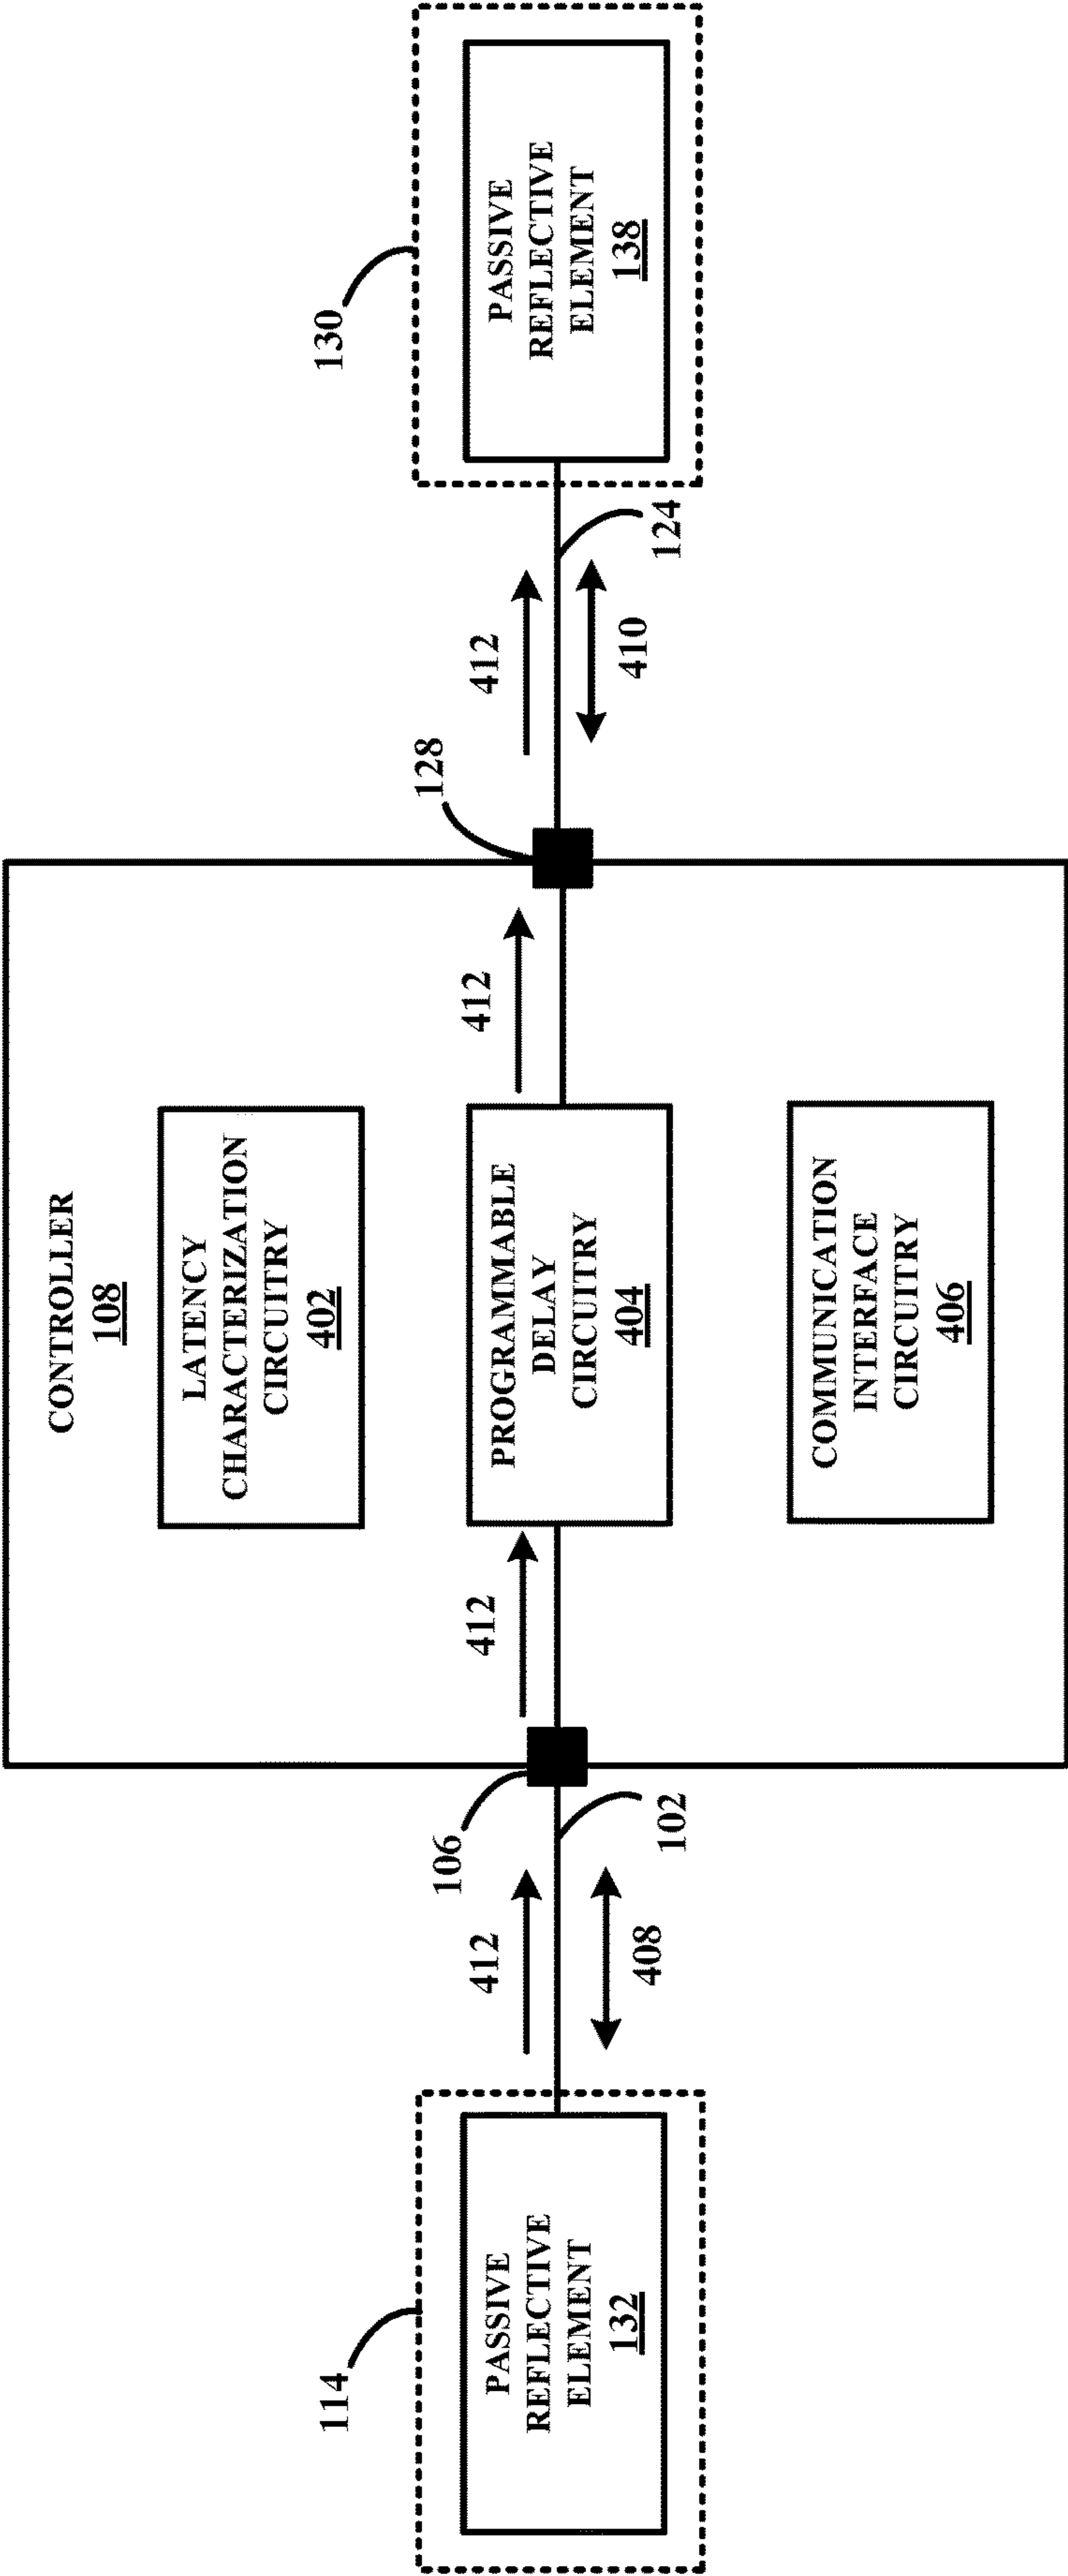 CONTROLLER
108
LATENCY
CHARACTERIZATION
CIRCUITRY
402
114
PASSIVE
REFLECTIVE
ELEMENT
132
412
408
106
102
412
PROGRAMMABLE
DELAY
CIRCUITRY
404
412
128
412
410
124
130
PASSIVE
REFLECTIVE
ELEMENT
138
COMMUNICATION
INTERFACE
CIRCUITRY
406